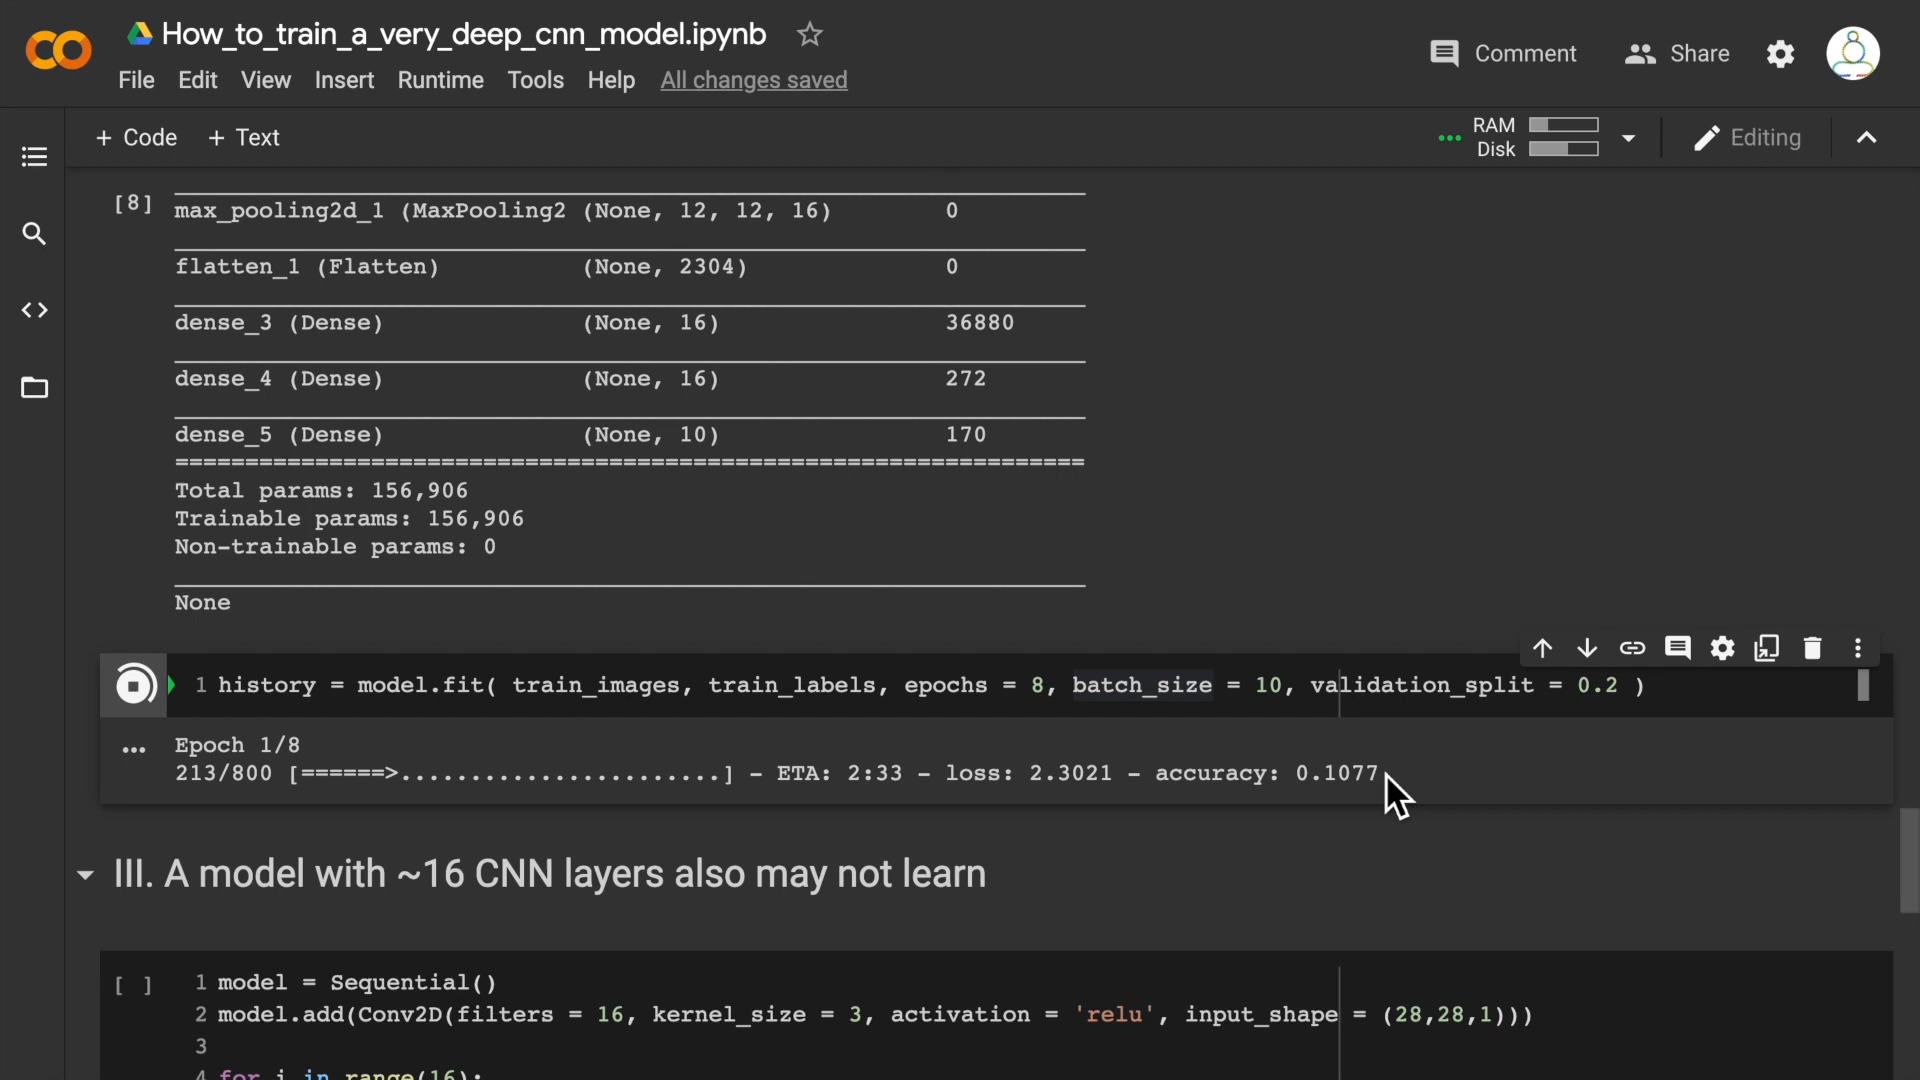 How_to_train_a_very_deep_cnn_model.ipynb
File Edit View Insert Runtime Tools Help All changes saved
Comment
Share
+ Code + Text
RAM
Disk
Editing
[8]
max_pooling2d_1 (MaxPooling2 (None, 12, 12, 16) 0
flatten_1 (Flatten) (None, 2304) 0
dense_3 (Dense) (None, 16) 36880
dense_4 (Dense) (None, 16) 272
dense_5 (Dense) (None, 10) 170
=================================================================
Total params: 156,906
Trainable params: 156,906
Non-trainable params: 0
None
1 history = model.fit( train_images, train_labels, epochs = 8, batch_size = 10, validation_split = 0.2 )
Epoch 1/8
213/800 [======>.......................] - ETA: 2:33 - loss: 2.3021 - accuracy: 0.1077
III. A model with ~16 CNN layers also may not learn
[ ]
1 model = Sequential()
2 model.add(Conv2D(filters = 16, kernel_size = 3, activation = 'relu', input_shape = (28,28,1)))
3
4 for i in range(16):